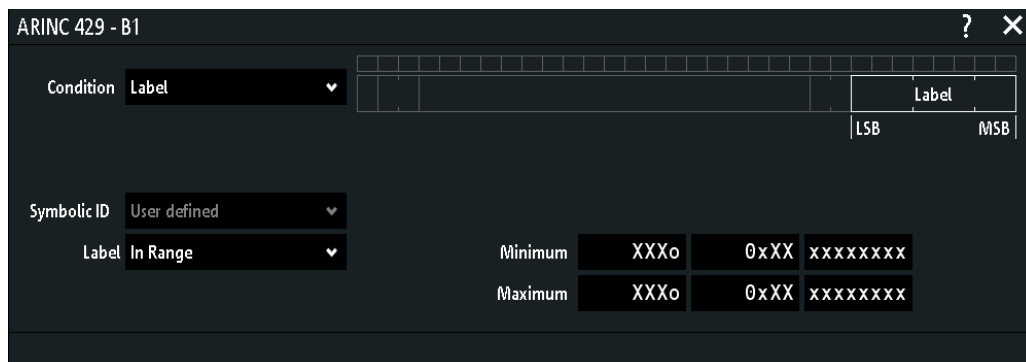 ARINC 429 - B1 ? ×
Condition Label
Label
LSB MSB
Symbolic ID User defined
Label In Range Minimum XXXo 0xXX xxxxxxxx
Maximum XXXo 0xXX xxxxxxxx